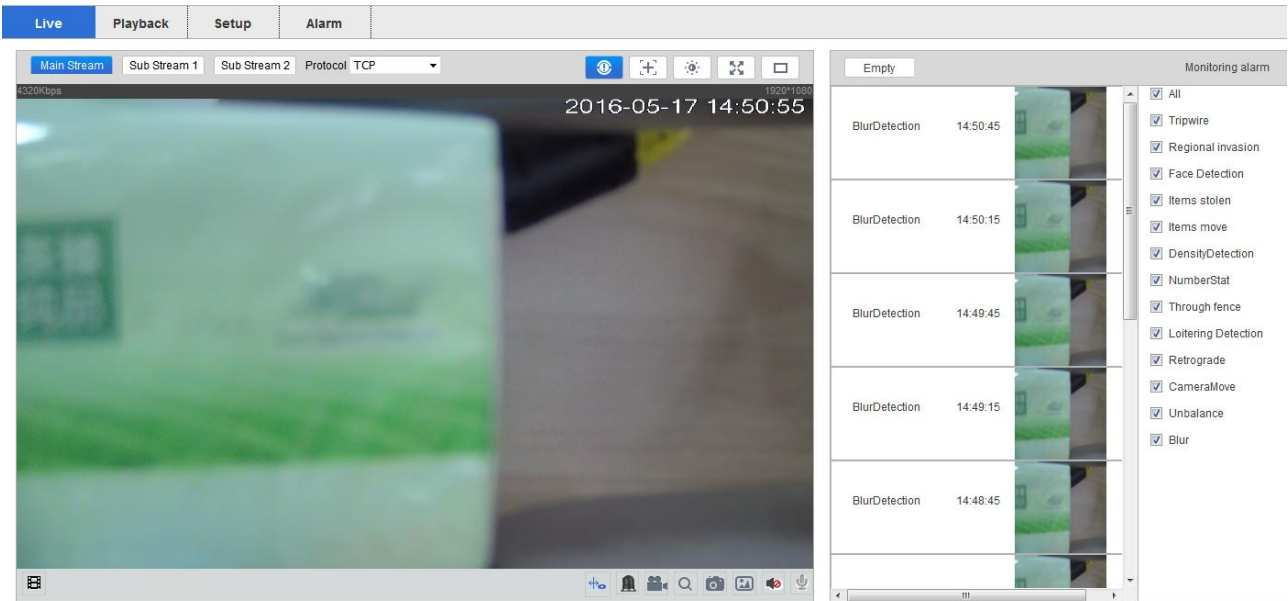 Live Playback Setup Alarm
Main Stream Sub Stream 1 Sub Stream 2 Protocol TCP
4320Kbps 1920*1080
2016-05-17 14:50:55
Empty Monitoring alarm
BlurDetection 14:50:45
BlurDetection 14:50:15
BlurDetection 14:49:45
BlurDetection 14:49:15
BlurDetection 14:48:45
All
Tripwire
Regional invasion
Face Detection
Items stolen
Items move
DensityDetection
NumberStat
Through fence
Loitering Detection
Retrograde
CameraMove
Unbalance
Blur